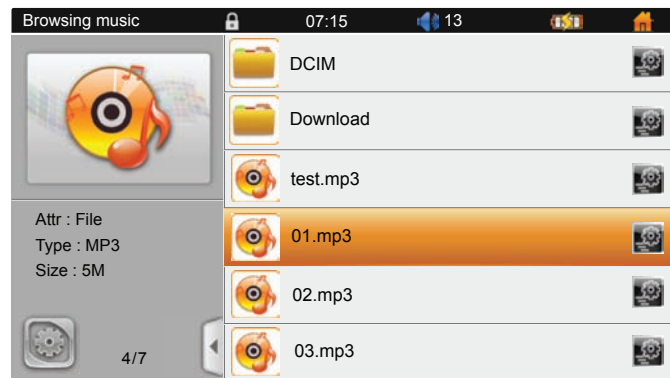 Browsing music 07:15 13
DCIM
Download
test.mp3
01.mp3
02.mp3
03.mp3
Attr : File
Type : MP3
Size : 5M
4/7